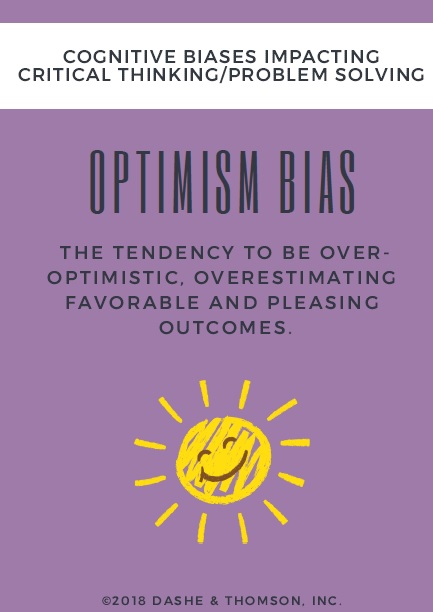 COGNITIVE BIASES IMPACTING
CRITICAL THINKING/PROBLEM SOLVING
OPTIMISM BIAS
THE TENDENCY TO BE OVER-
OPTIMISTIC, OVERESTIMATING
FAVORABLE AND PLEASING
OUTCOMES.
©2018 DASHE & THOMSON, INC.